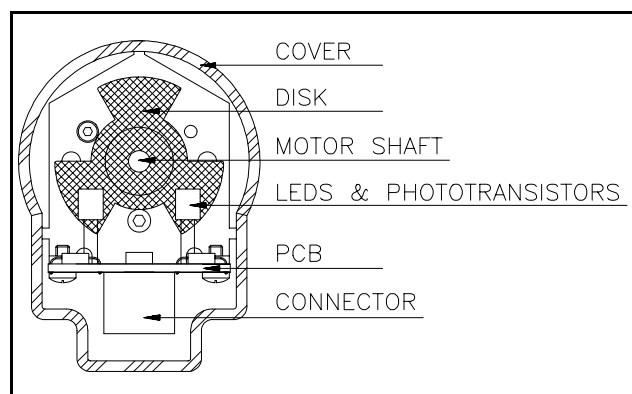 COVER
DISK
MOTOR SHAFT
LEDS & PHOTOTRANSISTORS
PCB
CONNECTOR